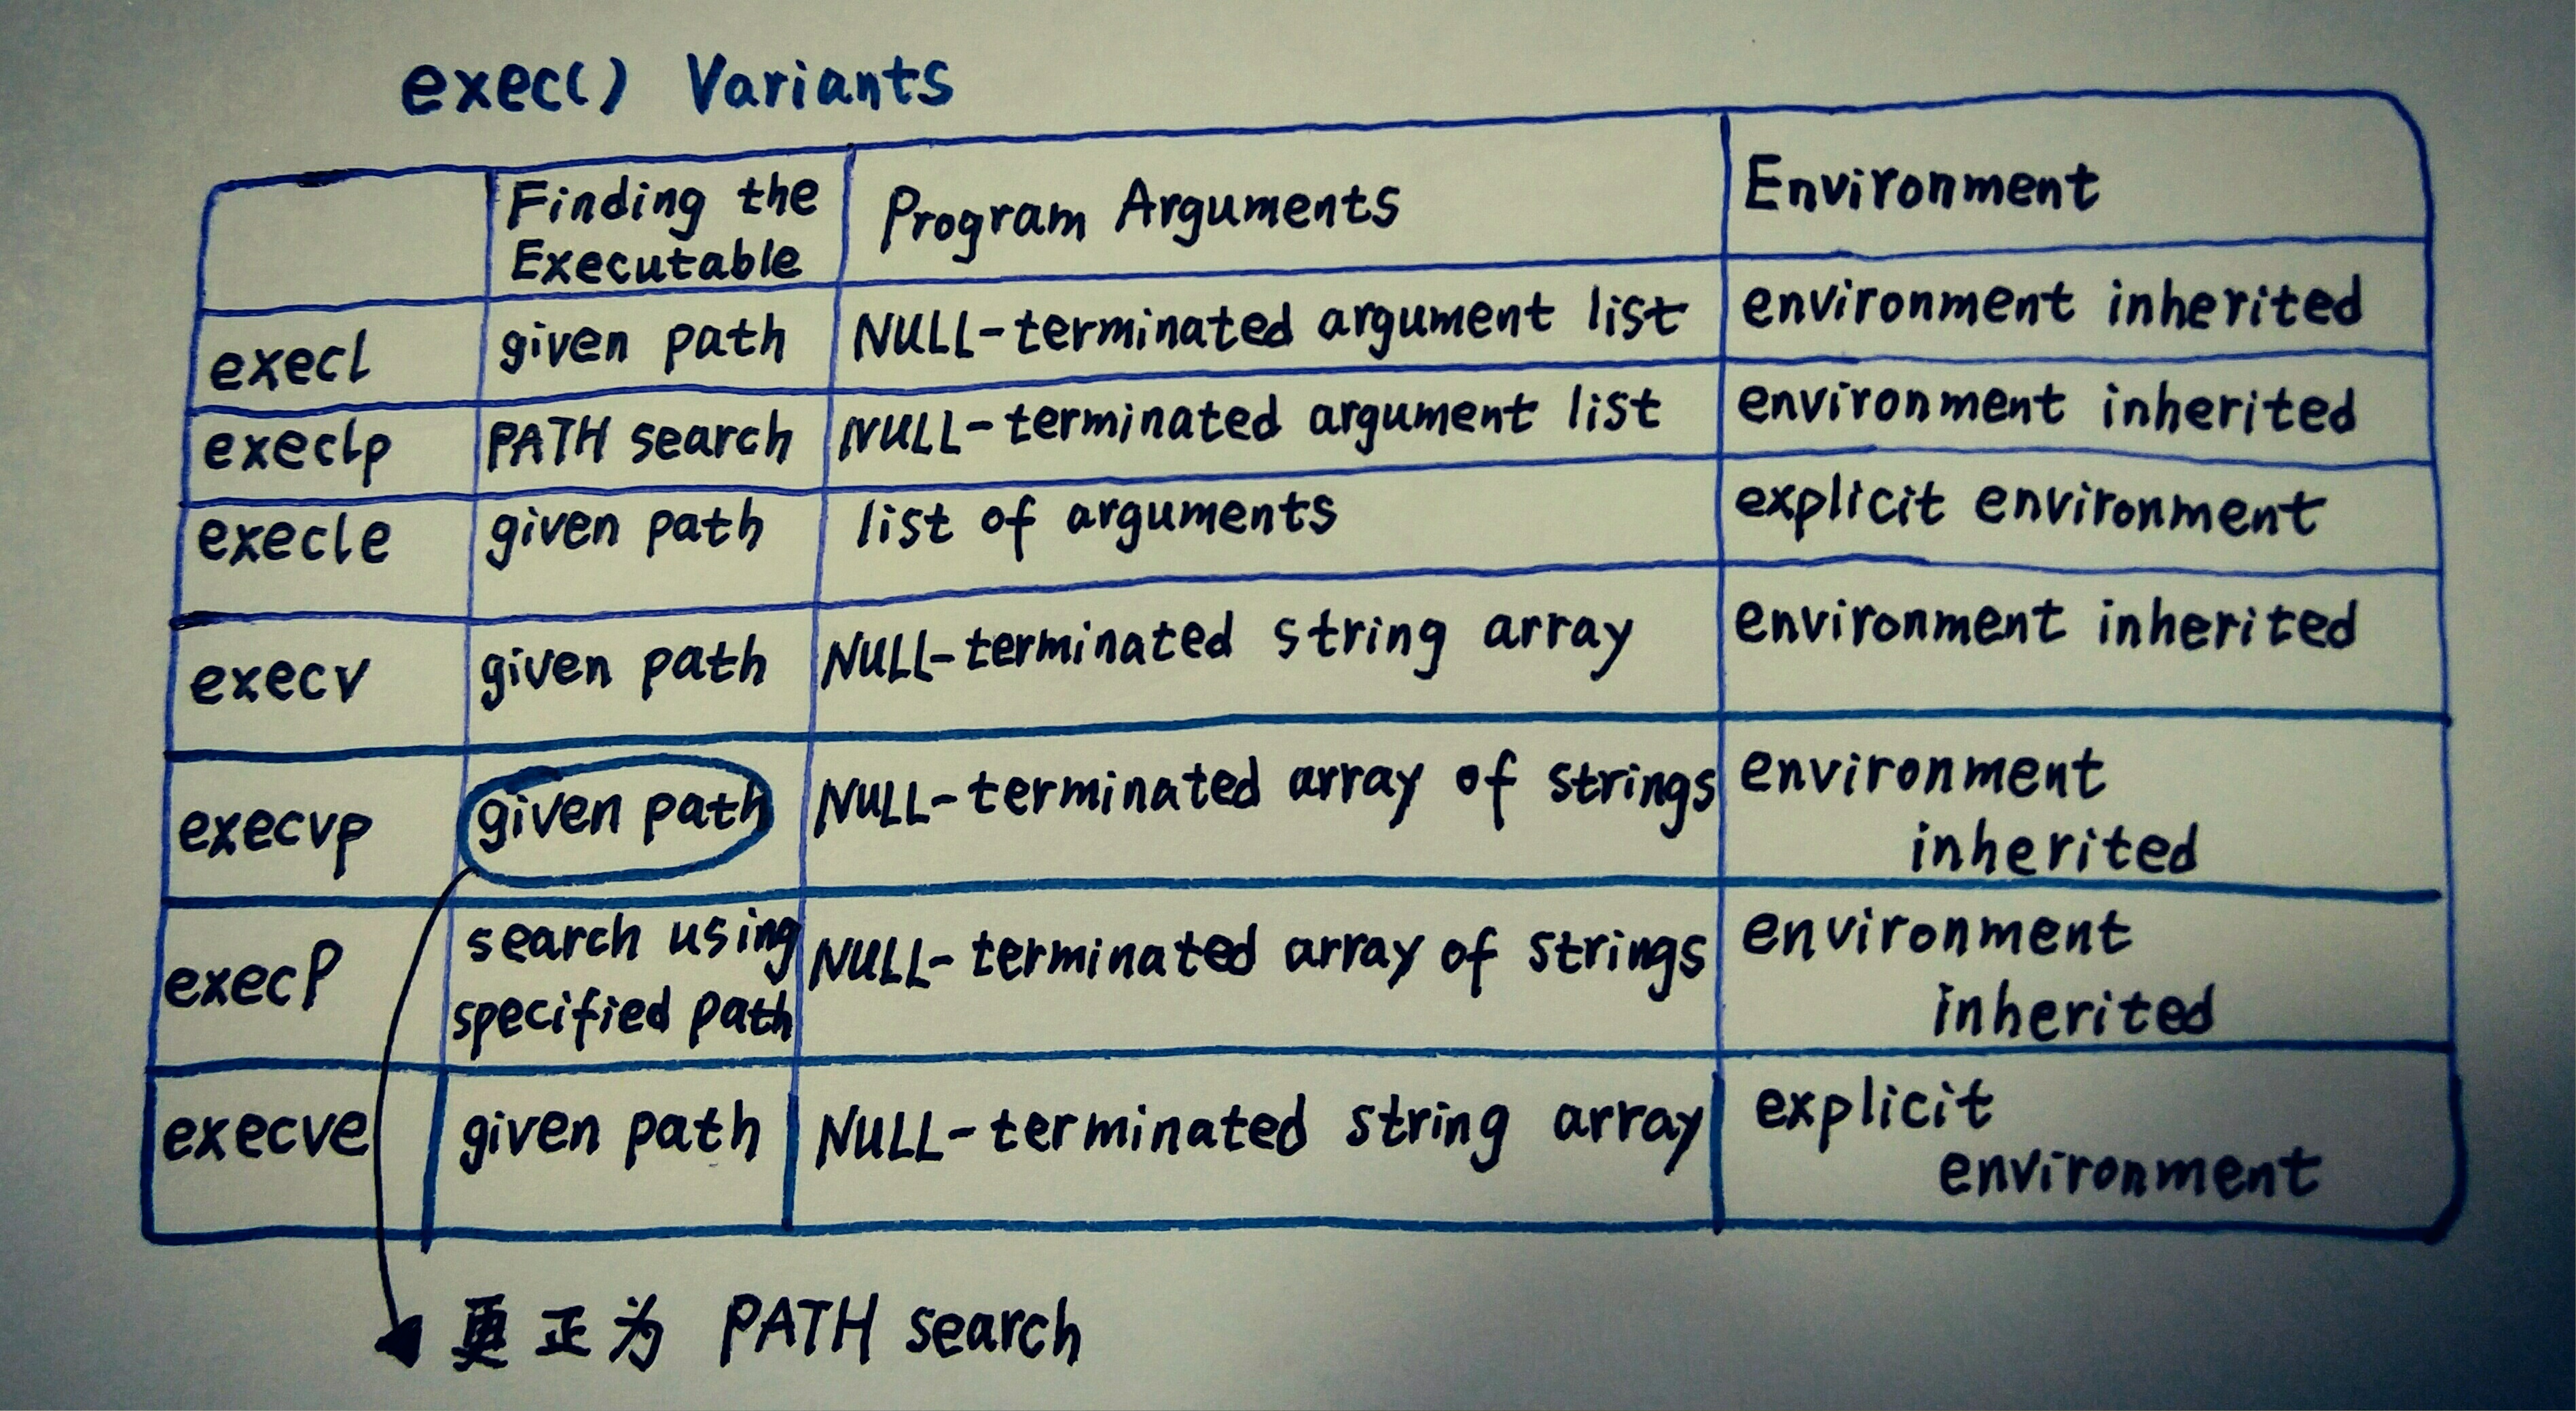 exec() Variants
Finding the
Executable
Program Arguments
Environment
execl
given path
NULL-terminated argument list
environment inherited
execlp
PATH search
NULL-terminated argument list
environment inherited
execle
given path
list of arguments
explicit environment
execv
given path
NULL-terminated string array
environment inherited
execvp
given path
NULL-terminated array of strings
environment
inherited
execP
search using
specified path
NULL-terminated array of strings
environment
inherited
execve
given path
NULL-terminated string array
explicit
environment
更正为 PATH search